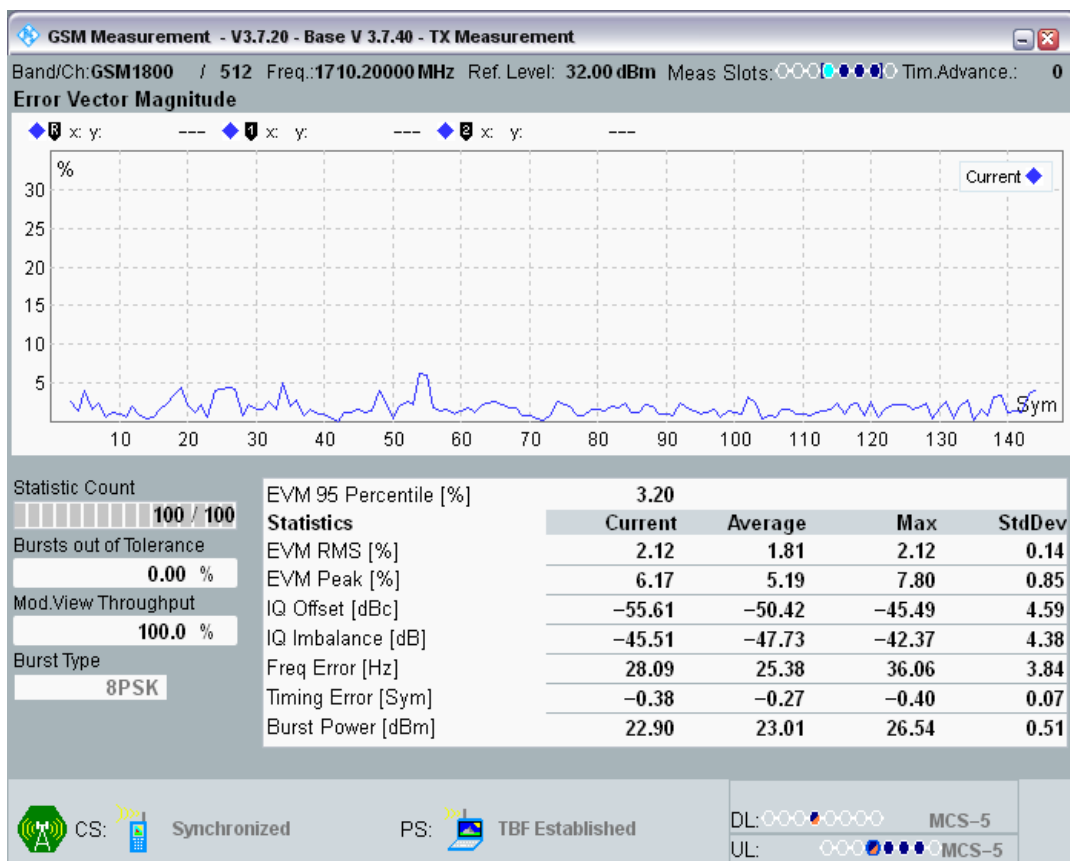 GSM Measurement - V3.7.20 - Base V 3.7.40 - TX Measurement
Band/Ch:GSM1800 / 512 Freq.:1710.20000 MHz Ref. Level: 32.00 dBm Meas Slots: Tim.Advance.: 0
Error Vector Magnitude
R x: y: --- 1 x: y: --- 2 x: y: ---
%
Current
30
25
20
15
10
5
Sym
10 20 30 40 50 60 70 80 90 100 110 120 130 140
Statistic Count
100 / 100
Bursts out of Tolerance
0.00 %
Mod.View Throughput
100.0 %
Burst Type
8PSK
EVM 95 Percentile [%] 3.20
Statistics Current Average Max StdDev
EVM RMS [%] 2.12 1.81 2.12 0.14
EVM Peak [%] 6.17 5.19 7.80 0.85
IQ Offset [dBc] −55.61 −50.42 −45.49 4.59
IQ Imbalance [dB] −45.51 −47.73 −42.37 4.38
Freq Error [Hz] 28.09 25.38 36.06 3.84
Timing Error [Sym] −0.38 −0.27 −0.40 0.07
Burst Power [dBm] 22.90 23.01 26.54 0.51
CS: Synchronized PS: TBF Established
DL: MCS−5
UL: MCS−5